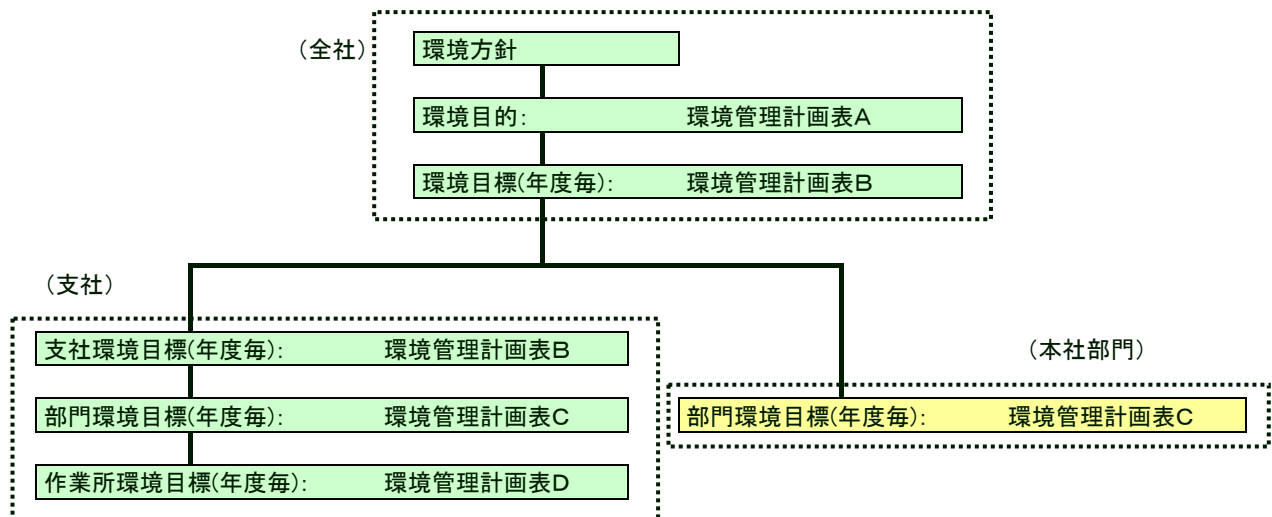 （全社）
環境方針
環境目的: 環境管理計画表A
環境目標(年度毎): 環境管理計画表B
（支社）
支社環境目標(年度毎): 環境管理計画表B
（本社部門）
部門環境目標(年度毎): 環境管理計画表C
部門環境目標(年度毎): 環境管理計画表C
作業所環境目標(年度毎): 環境管理計画表D